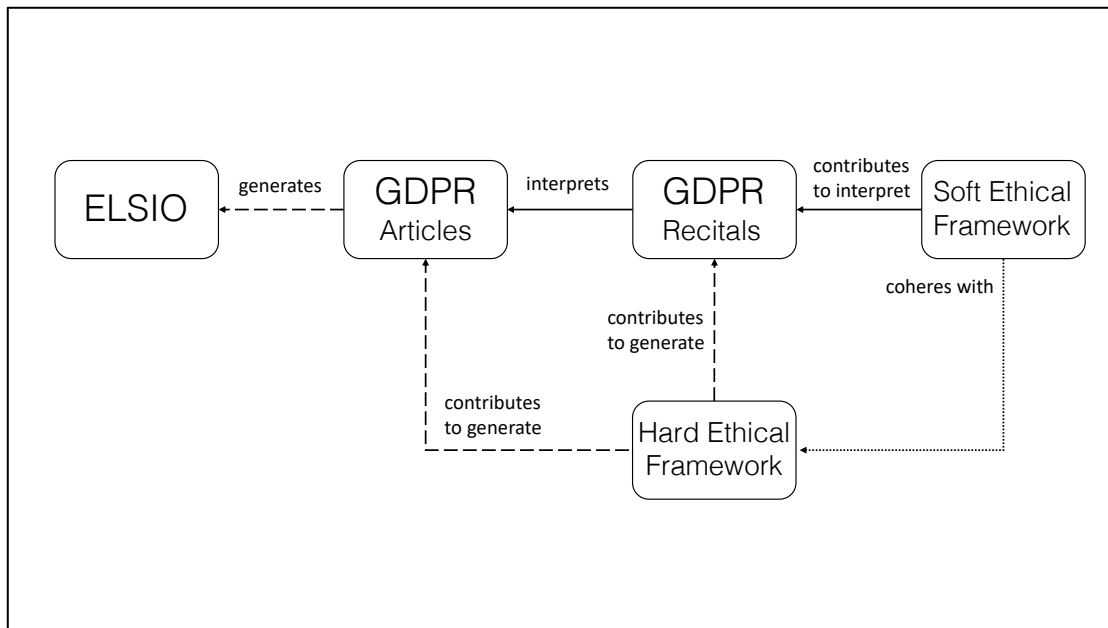 ELSIO
generates
GDPR
Articles
interprets
GDPR
Recitals
contributes
to interpret
Soft Ethical
Framework
coheres with
contributes
to generate
contributes
to generate
Hard Ethical
Framework